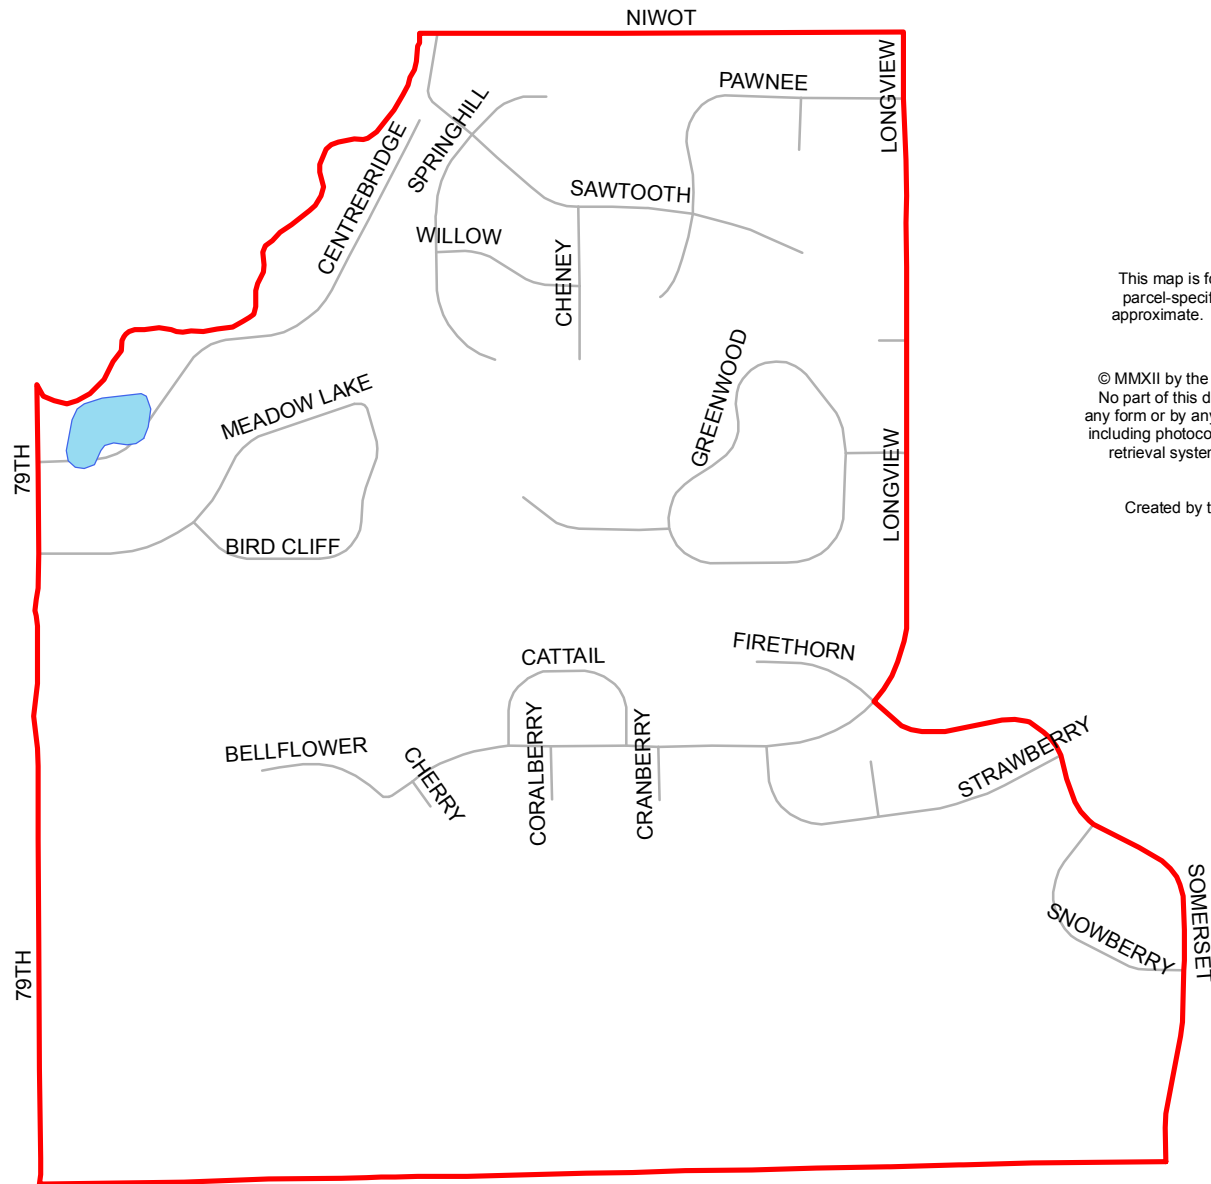 NIWOT
PAWNEE
LONGVIEW
SPRINGHILL
CENTREBRIDGE
SAWTOOTH
WILLOW
CHENEY
This map is f
parcel-specif
approximate.
GREENWOOD
MEADOW LAKE
© MMXII by the
No part of this d
any form or by any
including photoco
retrieval syster
79TH
LONGVIEW
Created by t
BIRD CLIFF
FIRETHORN
CATTAIL
BELLFLOWER
CHERRY
CORALBERRY
CRANBERRY
STRAWBERRY
SOMERSET
SNOWBERRY
79TH